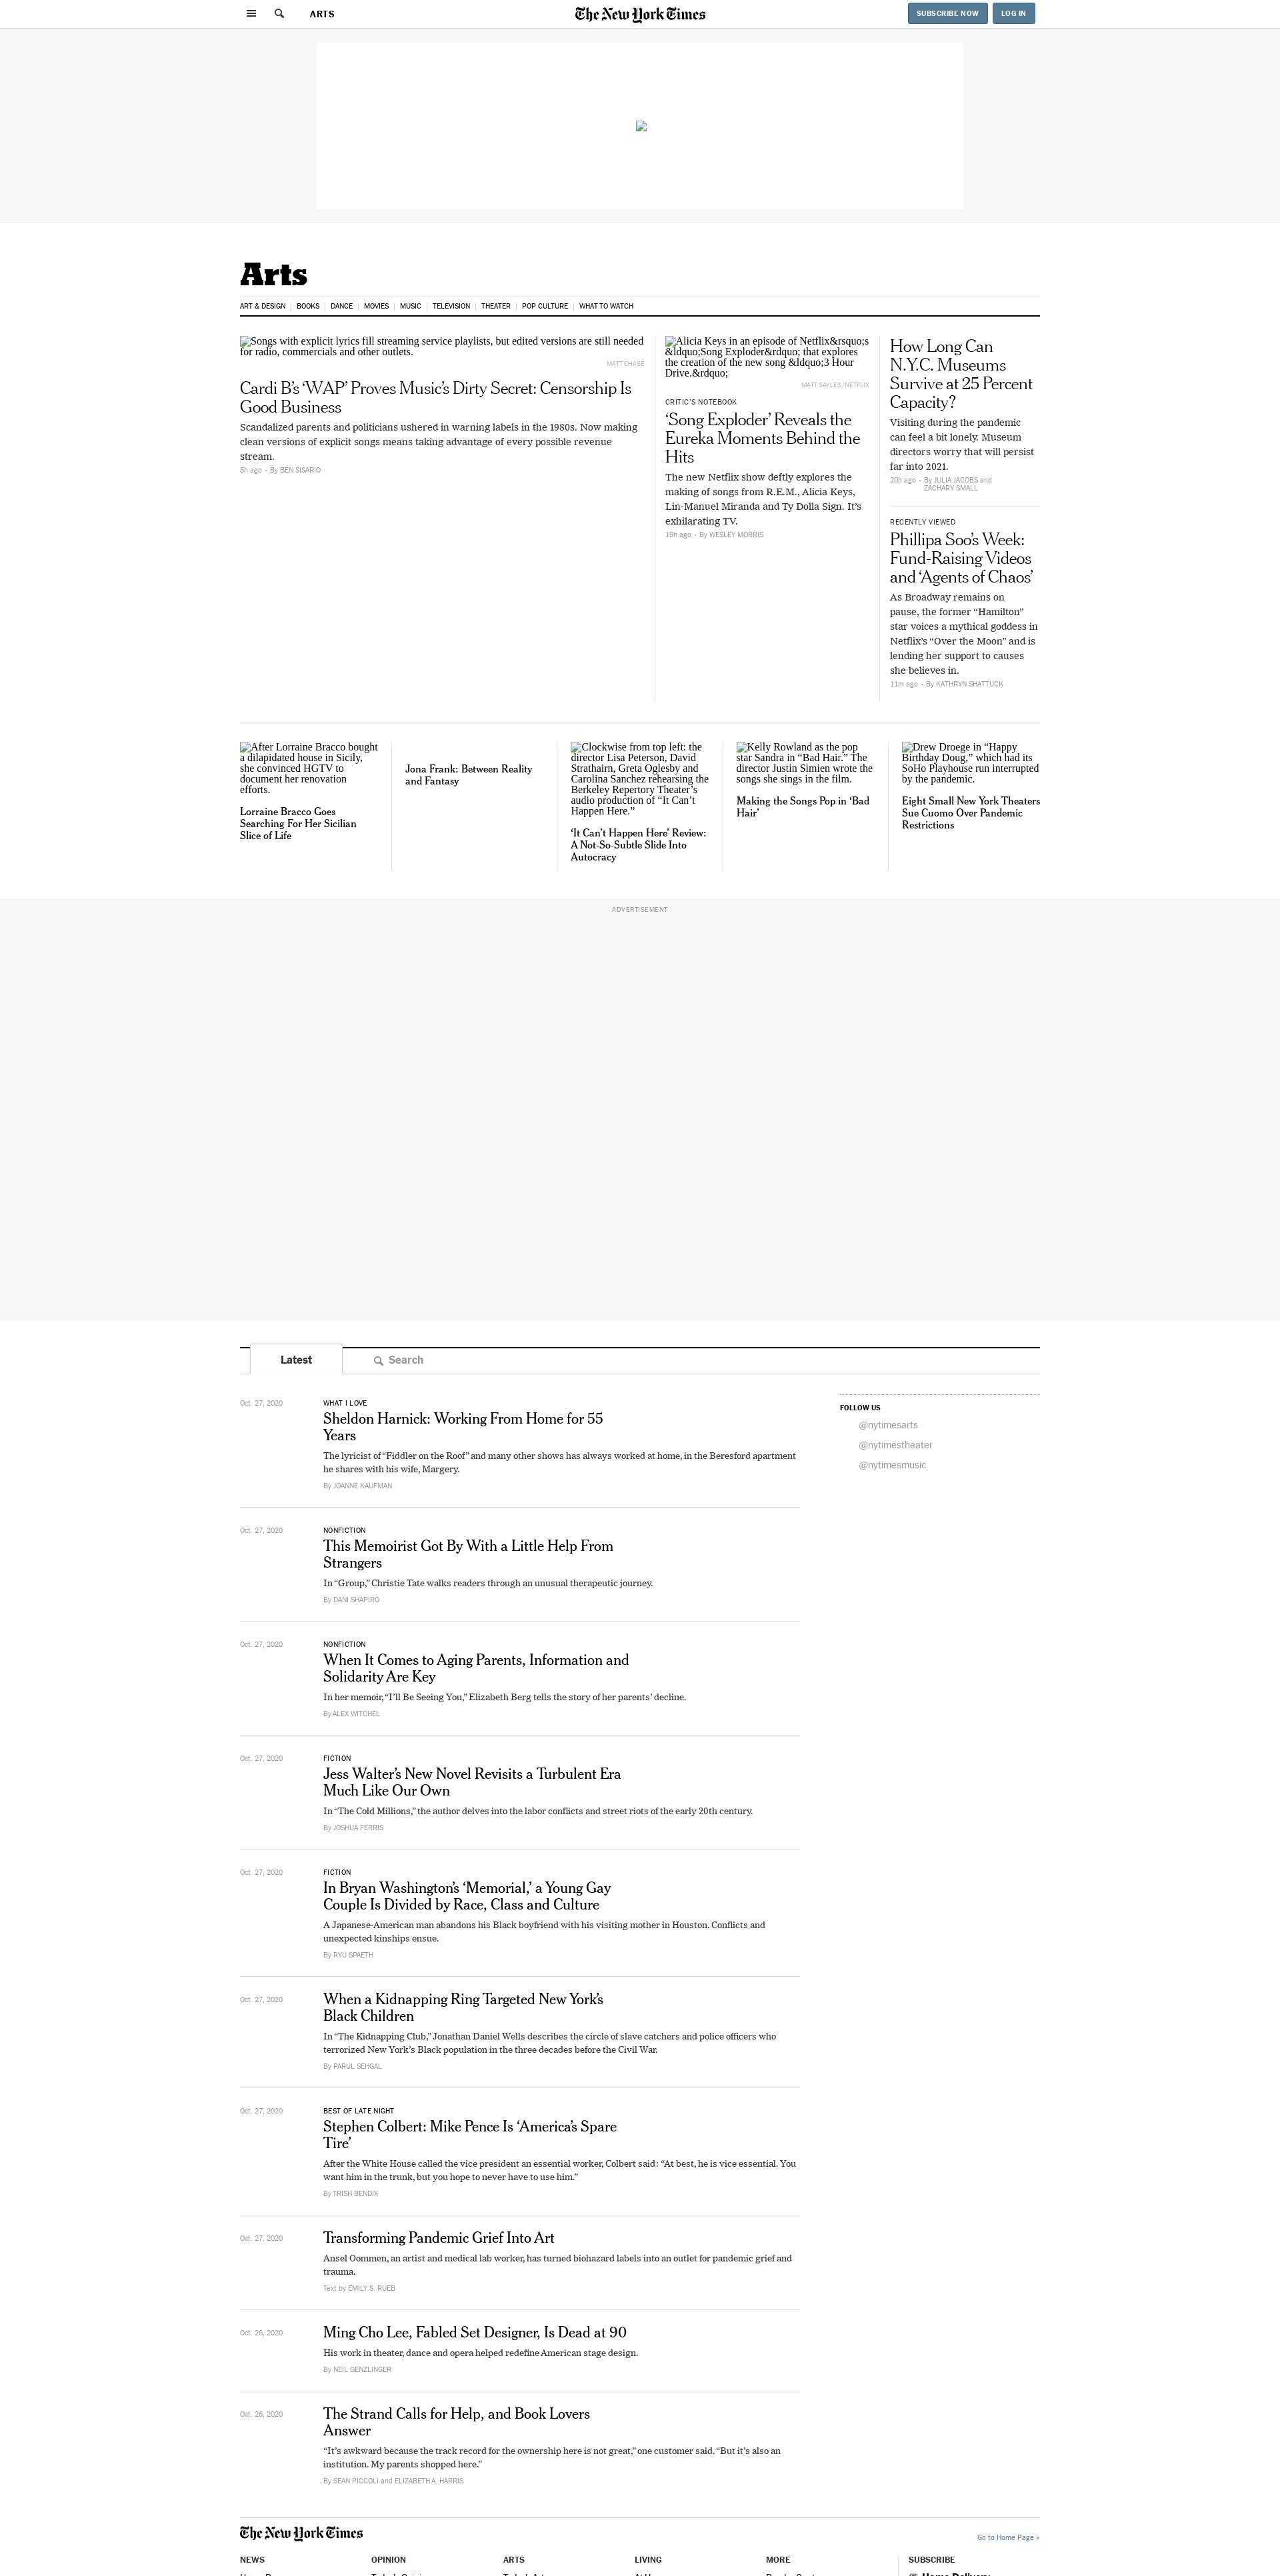 ARTS
The New York Times
SUBSCRIBE NOW
LOG IN
Arts
ART & DESIGN
BOOKS
DANCE
MOVIES
MUSIC
TELEVISION
THEATER
POP CULTURE
WHAT TO WATCH
Songs with explicit lyrics fill streaming service playlists, but edited versions are still needed
for radio, commercials and other outlets.
MATT CHASE
Cardi B’s ‘WAP’ Proves Music’s Dirty Secret: Censorship Is
Good Business
Scandalized parents and politicians ushered in warning labels in the 1980s. Now making
clean versions of explicit songs means taking advantage of every possible revenue
stream.
5h ago - By BEN SISARIO
Alicia Keys in an episode of Netflix&rsquo;s
&ldquo;Song Exploder&rdquo; that explores
the creation of the new song &ldquo;3 Hour
Drive.&rdquo;
MATT SAYLES/NETFLIX
CRITIC’S NOTEBOOK
‘Song Exploder’ Reveals the
Eureka Moments Behind the
Hits
The new Netflix show deftly explores the
making of songs from R.E.M., Alicia Keys,
Lin-Manuel Miranda and Ty Dolla Sign. It’s
exhilarating TV.
19h ago - By WESLEY MORRIS
How Long Can
N.Y.C. Museums
Survive at 25 Percent
Capacity?
Visiting during the pandemic
can feel a bit lonely. Museum
directors worry that will persist
far into 2021.
20h ago - By JULIA JACOBS and
ZACHARY SMALL
RECENTLY VIEWED
Phillipa Soo’s Week:
Fund-Raising Videos
and ‘Agents of Chaos’
As Broadway remains on
pause, the former “Hamilton”
star voices a mythical goddess in
Netflix’s “Over the Moon” and is
lending her support to causes
she believes in.
11m ago - By KATHRYN SHATTUCK
After Lorraine Bracco bought
a dilapidated house in Sicily,
she convinced HGTV to
document her renovation
efforts.
Lorraine Bracco Goes
Searching For Her Sicilian
Slice of Life
Jona Frank: Between Reality
and Fantasy
Clockwise from top left: the
director Lisa Peterson, David
Strathairn, Greta Oglesby and
Carolina Sanchez rehearsing the
Berkeley Repertory Theater’s
audio production of “It Can’t
Happen Here.”
‘It Can’t Happen Here’ Review:
A Not-So-Subtle Slide Into
Autocracy
Kelly Rowland as the pop
star Sandra in “Bad Hair.” The
director Justin Simien wrote the
songs she sings in the film.
Making the Songs Pop in ‘Bad
Hair’
Drew Droege in “Happy
Birthday Doug,” which had its
SoHo Playhouse run interrupted
by the pandemic.
Eight Small New York Theaters
Sue Cuomo Over Pandemic
Restrictions
ADVERTISEMENT
Latest
Search
Oct. 27, 2020
WHAT I LOVE
Sheldon Harnick: Working From Home for 55
Years
The lyricist of “Fiddler on the Roof” and many other shows has always worked at home, in the Beresford apartment
he shares with his wife, Margery.
By JOANNE KAUFMAN
FOLLOW US
@nytimesarts
@nytimestheater
@nytimesmusic
Oct. 27, 2020
NONFICTION
This Memoirist Got By With a Little Help From
Strangers
In “Group,” Christie Tate walks readers through an unusual therapeutic journey.
By DANI SHAPIRO
Oct. 27, 2020
NONFICTION
When It Comes to Aging Parents, Information and
Solidarity Are Key
In her memoir, “I’ll Be Seeing You,” Elizabeth Berg tells the story of her parents’ decline.
By ALEX WITCHEL
Oct. 27, 2020
FICTION
Jess Walter’s New Novel Revisits a Turbulent Era
Much Like Our Own
In “The Cold Millions,” the author delves into the labor conflicts and street riots of the early 20th century.
By JOSHUA FERRIS
Oct. 27, 2020
FICTION
In Bryan Washington’s ‘Memorial,’ a Young Gay
Couple Is Divided by Race, Class and Culture
A Japanese-American man abandons his Black boyfriend with his visiting mother in Houston. Conflicts and
unexpected kinships ensue.
By RYU SPAETH
Oct. 27, 2020
When a Kidnapping Ring Targeted New York’s
Black Children
In “The Kidnapping Club,” Jonathan Daniel Wells describes the circle of slave catchers and police officers who
terrorized New York’s Black population in the three decades before the Civil War.
By PARUL SEHGAL
Oct. 27, 2020
BEST OF LATE NIGHT
Stephen Colbert: Mike Pence Is ‘America’s Spare
Tire’
After the White House called the vice president an essential worker, Colbert said: “At best, he is vice essential. You
want him in the trunk, but you hope to never have to use him.”
By TRISH BENDIX
Oct. 27, 2020
Transforming Pandemic Grief Into Art
Ansel Oommen, an artist and medical lab worker, has turned biohazard labels into an outlet for pandemic grief and
trauma.
Text by EMILY S. RUEB
Oct. 26, 2020
Ming Cho Lee, Fabled Set Designer, Is Dead at 90
His work in theater, dance and opera helped redefine American stage design.
By NEIL GENZLINGER
Oct. 26, 2020
The Strand Calls for Help, and Book Lovers
Answer
“It’s awkward because the track record for the ownership here is not great,” one customer said. “But it’s also an
institution. My parents shopped here.”
By SEAN PICCOLI and ELIZABETH A. HARRIS
The New York Times
Go to Home Page »
NEWS
OPINION
ARTS
LIVING
MORE
SUBSCRIBE